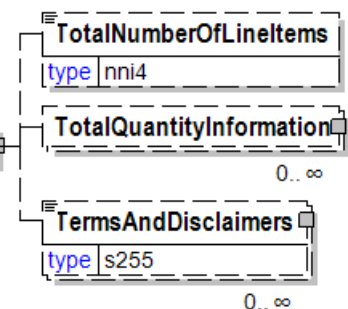 TotalNumberOfLineItems
type nni4
TotalQuantityInformation
0.. ∞
TermsAndDisclaimers
type s255
0.. ∞